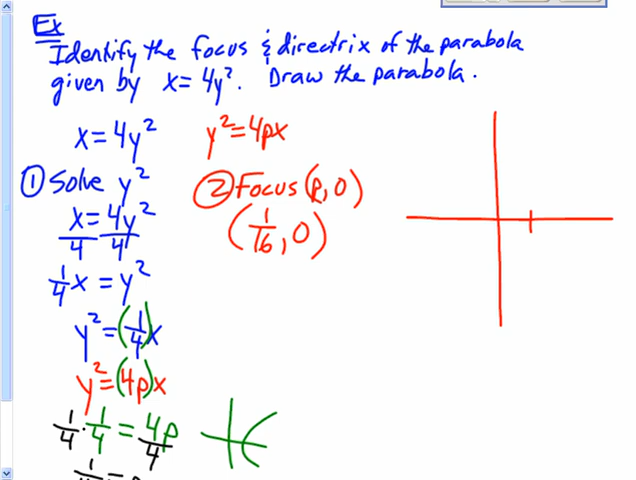 Ex
Identify the focus & directrix of the parabola
given by x = 4y². Draw the parabola.
x = 4y²
y² = 4px
① Solve y²
x/4 = 4y²/4
1/4 x = y²
y² = (1/4)x
y² = (4p)x
1/4 · 1/4 = 4p/4
② Focus (p, 0)
(1/16, 0)